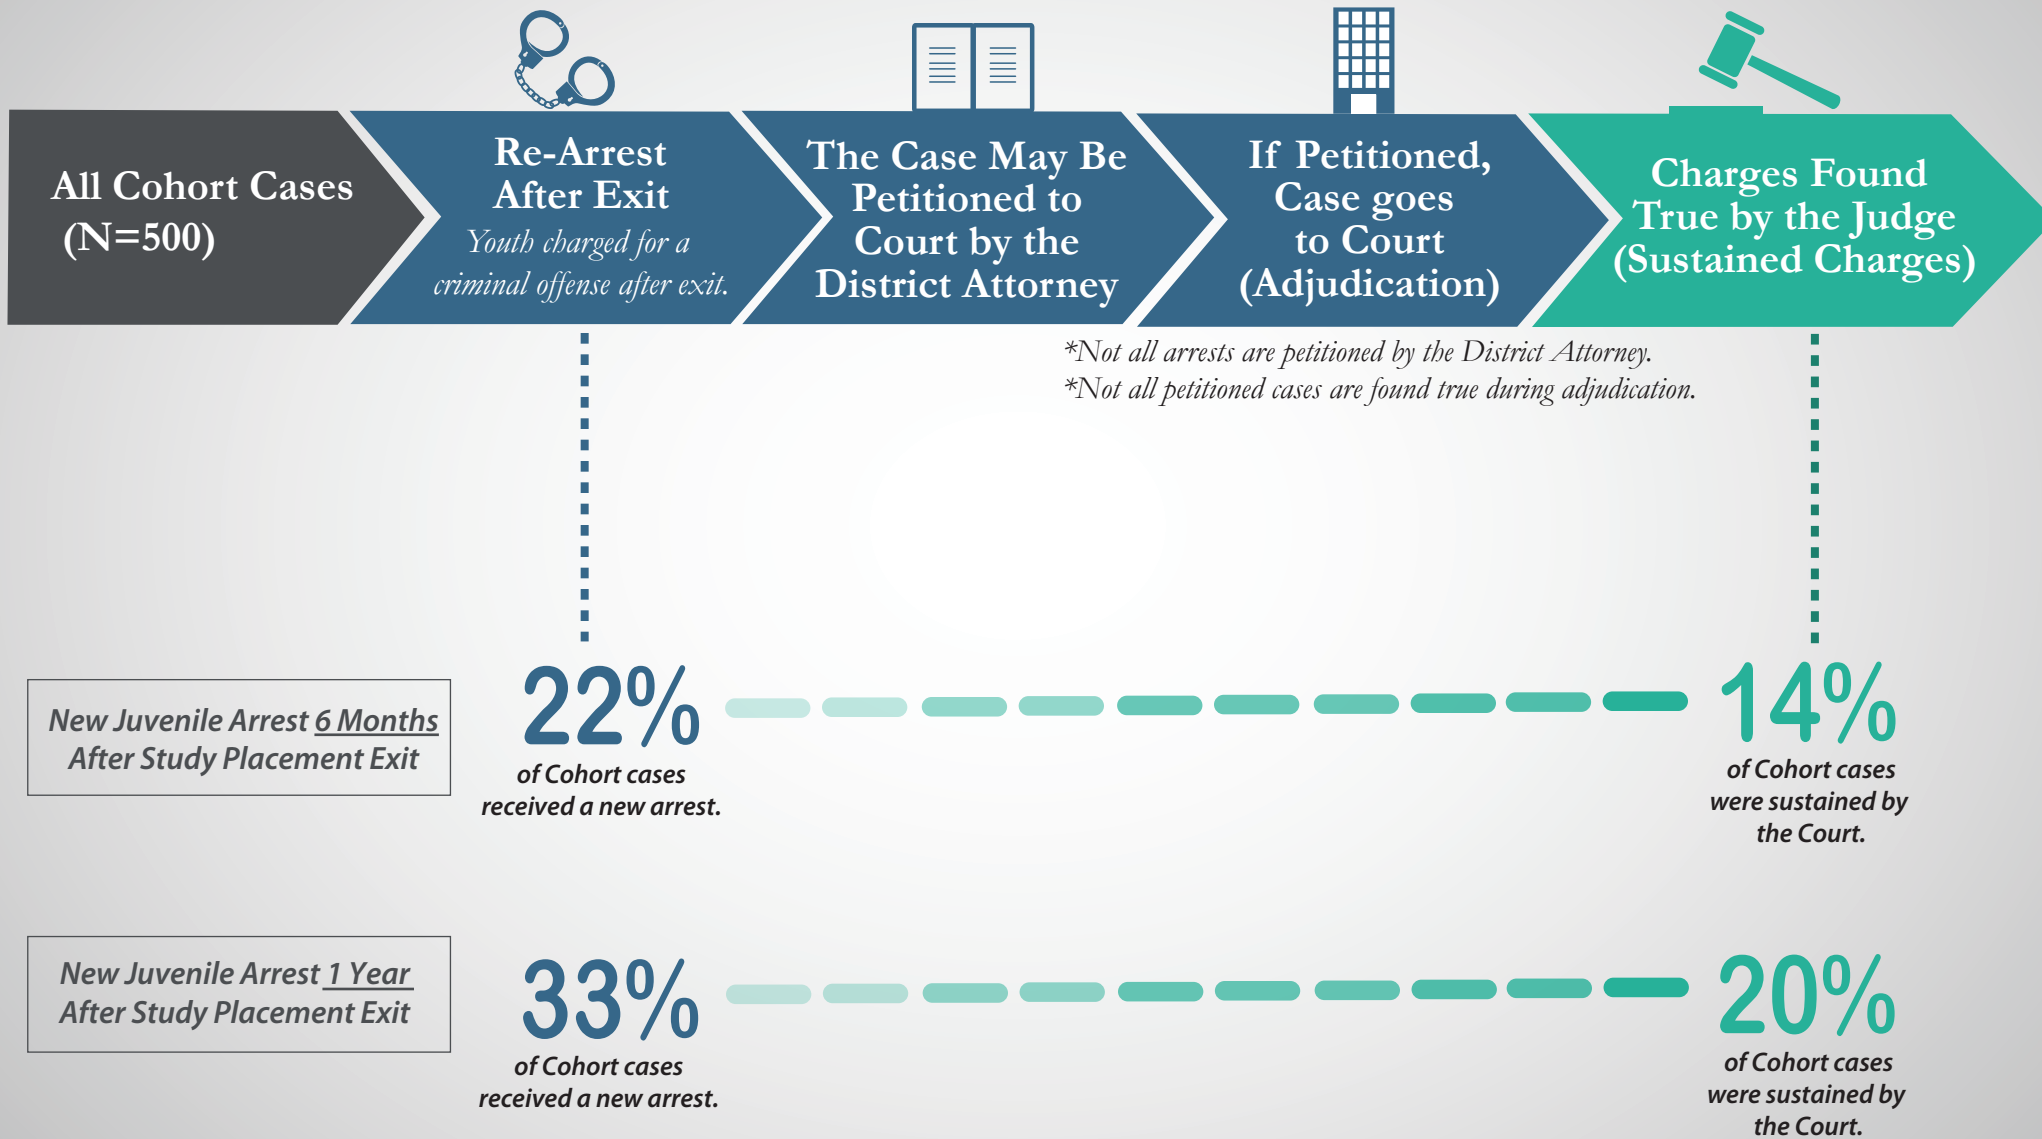 All Cohort Cases
(N=500)
Re-Arrest
After Exit
Youth charged for a
criminal offense after exit.
The Case May Be
Petitioned to
Court by the
District Attorney
If Petitioned,
Case goes
to Court
(Adjudication)
Charges Found
True by the Judge
(Sustained Charges)
*Not all arrests are petitioned by the District Attorney.
*Not all petitioned cases are found true during adjudication.
New Juvenile Arrest 6 Months
After Study Placement Exit
22%
of Cohort cases
received a new arrest.
14%
of Cohort cases
were sustained by
the Court.
New Juvenile Arrest 1 Year
After Study Placement Exit
33%
of Cohort cases
received a new arrest.
20%
of Cohort cases
were sustained by
the Court.